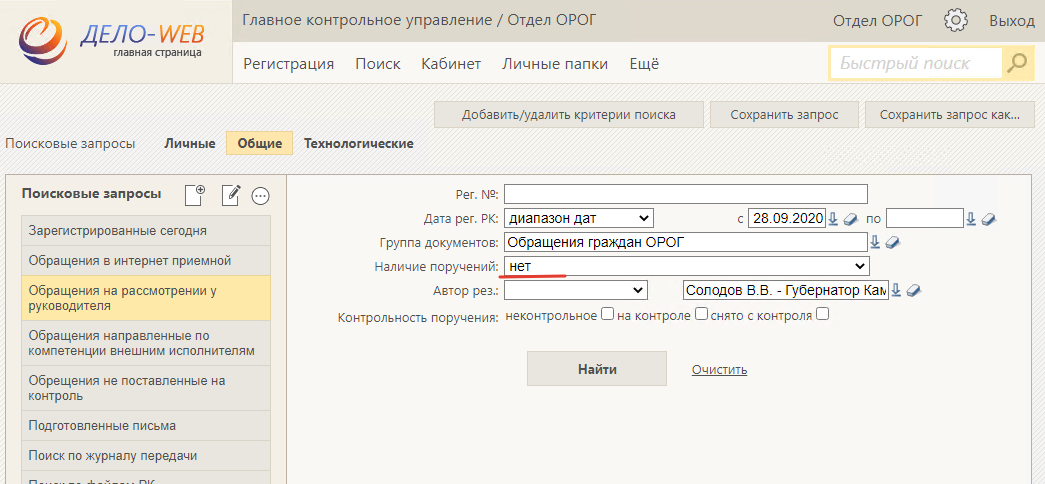 ДЕЛО-WEB
главная страница
Главное контрольное управление / Отдел ОРОГ
Отдел ОРОГ
Выход
Регистрация Поиск Кабинет Личные папки Ещё
Быстрый поиск
Добавить/удалить критерии поиска
Сохранить запрос
Сохранить запрос как...
Поисковые запросы Личные Общие Технологические
Поисковые запросы
Зарегистрированные сегодня
Обращения в интернет приемной
Обращения на рассмотрении у
руководителя
Обращения направленные по
компетенции внешним исполнителям
Обрещения не поставленные на
контроль
Подготовленные письма
Поиск по журналу передачи
Поиск по файлам РК
Рег. №:
Дата рег. РК: диапазон дат с 28.09.2020 по
Группа документов: Обращения граждан ОРОГ
Наличие поручений: нет
Автор рез.: Солодов В.В. - Губернатор Кам
Контрольность поручения: неконтрольное на контроле снято с контроля
Найти
Очистить